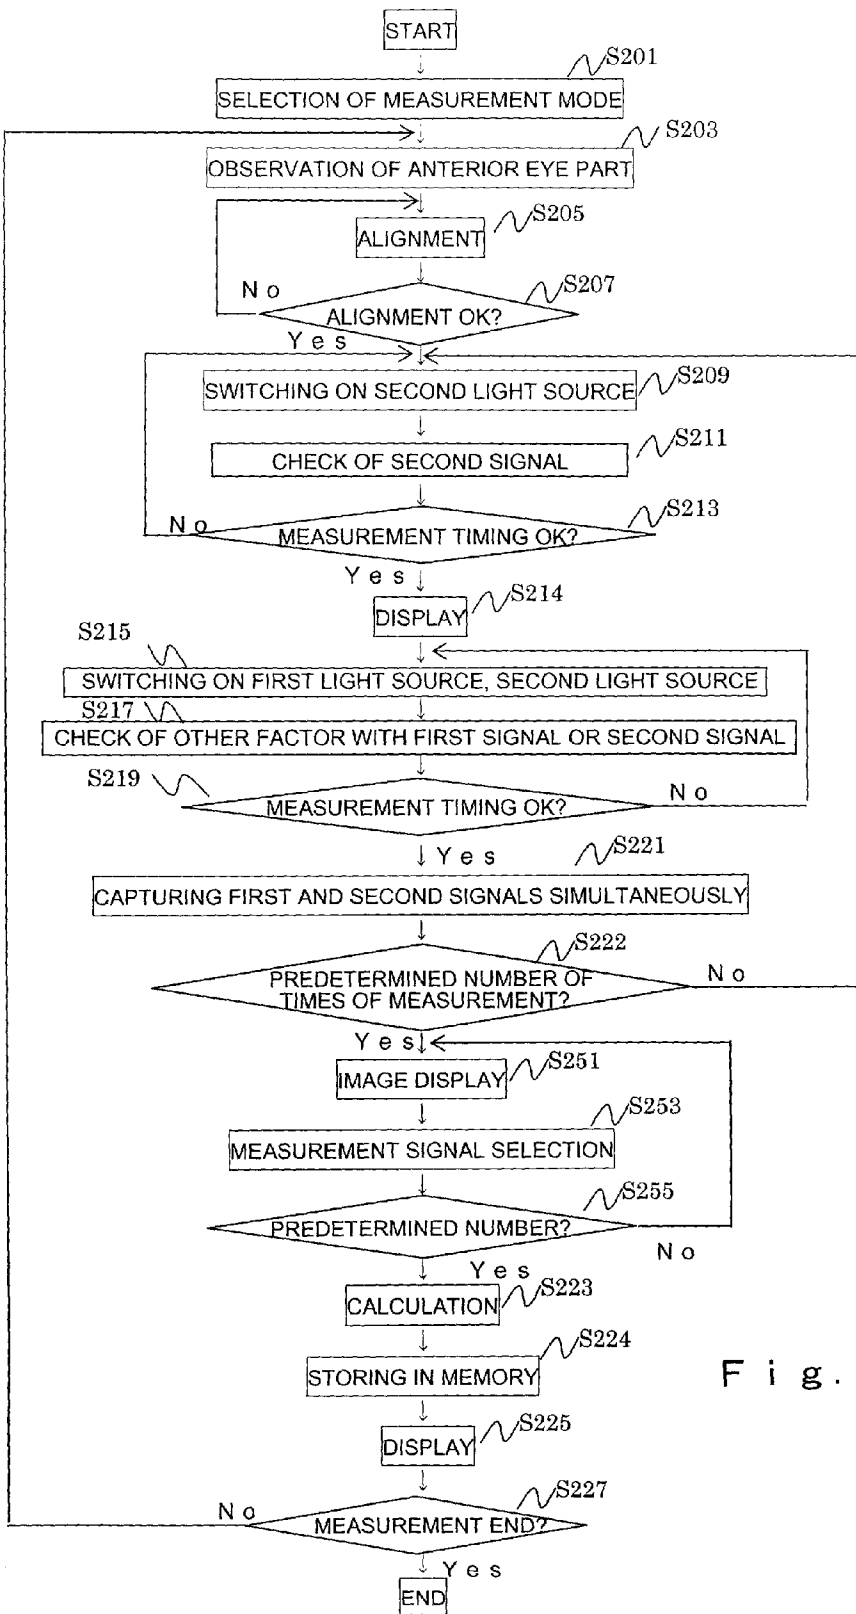 START
S201
SELECTION OF MEASUREMENT MODE
S203
OBSERVATION OF ANTERIOR EYE PART
S205
ALIGNMENT
S207
No
ALIGNMENT OK?
Yes
S209
SWITCHING ON SECOND LIGHT SOURCE
S211
CHECK OF SECOND SIGNAL
S213
No
MEASUREMENT TIMING OK?
Yes
S214
DISPLAY
S215
SWITCHING ON FIRST LIGHT SOURCE, SECOND LIGHT SOURCE
S217
CHECK OF OTHER FACTOR WITH FIRST SIGNAL OR SECOND SIGNAL
S219
MEASUREMENT TIMING OK?
No
Yes
S221
CAPTURING FIRST AND SECOND SIGNALS SIMULTANEOUSLY
S222
PREDETERMINED NUMBER OF
TIMES OF MEASUREMENT?
No
Yes
S251
IMAGE DISPLAY
S253
MEASUREMENT SIGNAL SELECTION
S255
PREDETERMINED NUMBER?
No
Yes
S223
CALCULATION
S224
STORING IN MEMORY
Fig.
S225
DISPLAY
S227
No
MEASUREMENT END?
Yes
END